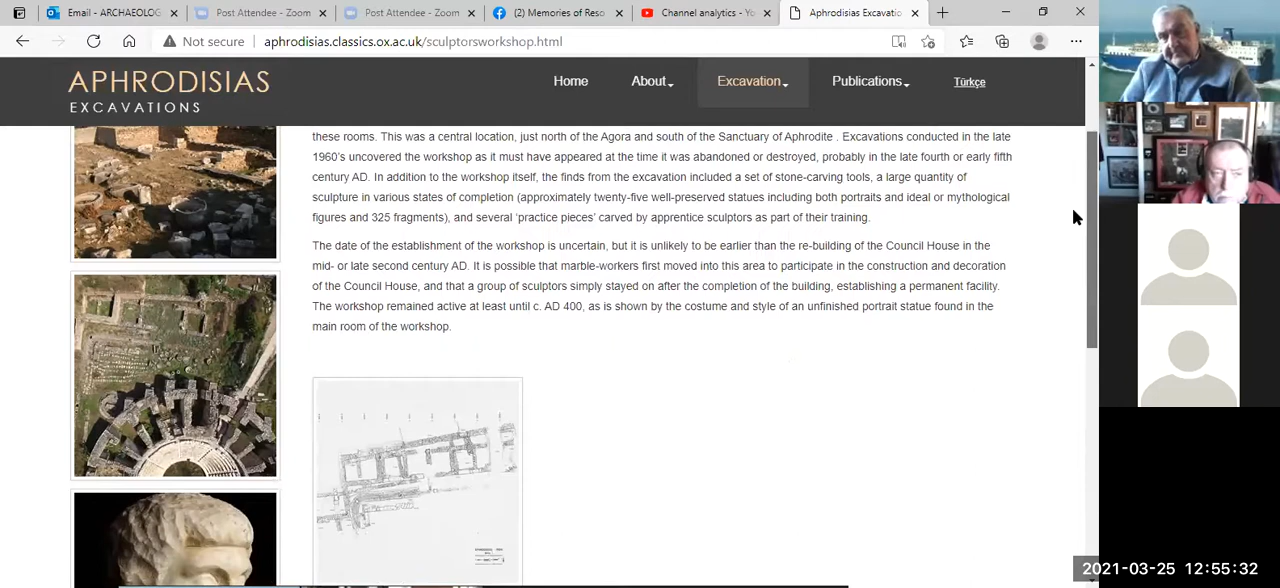 Email - ARCHAEOLOG
Post Attendee - Zoom
Post Attendee - Zoom
(2) Memories of Reso
Channel analytics - Yo
Aphrodisias Excavatio
Not secure
aphrodisias.classics.ox.ac.uk/sculptorsworkshop.html
APHRODISIAS
EXCAVATIONS
Home
About
Excavation
Publications
Türkçe
these rooms. This was a central location, just north of the Agora and south of the Sanctuary of Aphrodite . Excavations conducted in the late
1960's uncovered the workshop as it must have appeared at the time it was abandoned or destroyed, probably in the late fourth or early fifth
century AD. In addition to the workshop itself, the finds from the excavation included a set of stone-carving tools, a large quantity of
sculpture in various states of completion (approximately twenty-five well-preserved statues including both portraits and ideal or mythological
figures and 325 fragments), and several 'practice pieces' carved by apprentice sculptors as part of their training.
The date of the establishment of the workshop is uncertain, but it is unlikely to be earlier than the re-building of the Council House in the
mid- or late second century AD. It is possible that marble-workers first moved into this area to participate in the construction and decoration
of the Council House, and that a group of sculptors simply stayed on after the completion of the building, establishing a permanent facility.
The workshop remained active at least until c. AD 400, as is shown by the costume and style of an unfinished portrait statue found in the
main room of the workshop.
2021-03-25 12:55:32